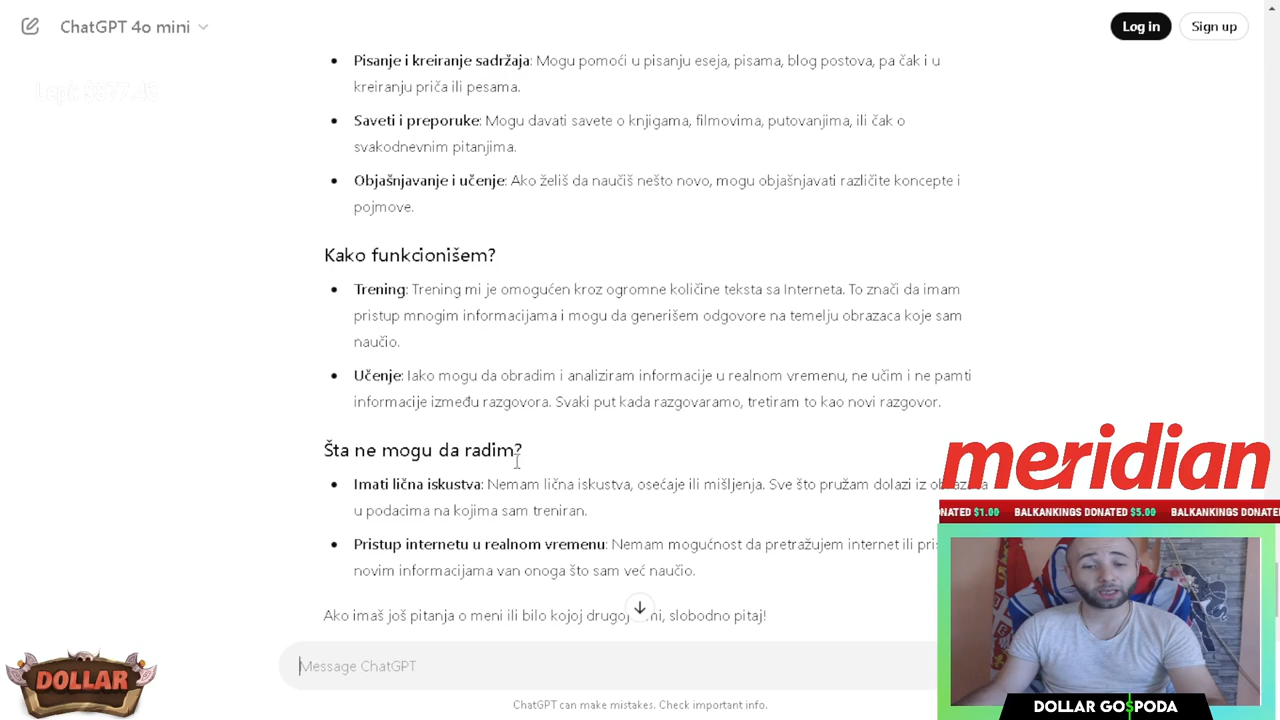 ChatGPT 4o mini
Log in
Sign up
Lepi: $377.45
Pisanje i kreiranje sadržaja: Mogu pomoći u pisanju eseja, pisama, blog postova, pa čak i u
kreiranju priča ili pesama.
Saveti i preporuke: Mogu davati savete o knjigama, filmovima, putovanjima, ili čak o
svakodnevnim pitanjima.
Objašnjavanje i učenje: Ako želiš da naučiš nešto novo, mogu objašnjavati različite koncepte i
pojmove.
Kako funkcionišem?
Trening: Trening mi je omogućen kroz ogromne količine teksta sa Interneta. To znači da imam
pristup mnogim informacijama i mogu da generišem odgovore na temelju obrazaca koje sam
naučio.
Učenje: Iako mogu da obradim i analiziram informacije u realnom vremenu, ne učim i ne pamti
informacije između razgovora. Svaki put kada razgovaramo, tretiram to kao novi razgovor.
Šta ne mogu da radim?
Imati lična iskustva: Nemam lična iskustva, osećaje ili mišljenja. Sve što pružam dolazi iz
u podacima na kojima sam treniran.
Pristup internetu u realnom vremenu: Nemam mogućnost da pretražujem internet ili
novim informacijama van onoga što sam već naučio.
Ako imaš još pitanja o meni ili bilo kojoj drugoj, slobodno pitaj!
Message ChatGPT
ChatGPT can make mistakes. Check important info.
meridian
NATED $1.00 BALKANKINGS DONATED $5.00 BALKANKINGS DONATE
DOLLAR
DOLLAR GO$PODA